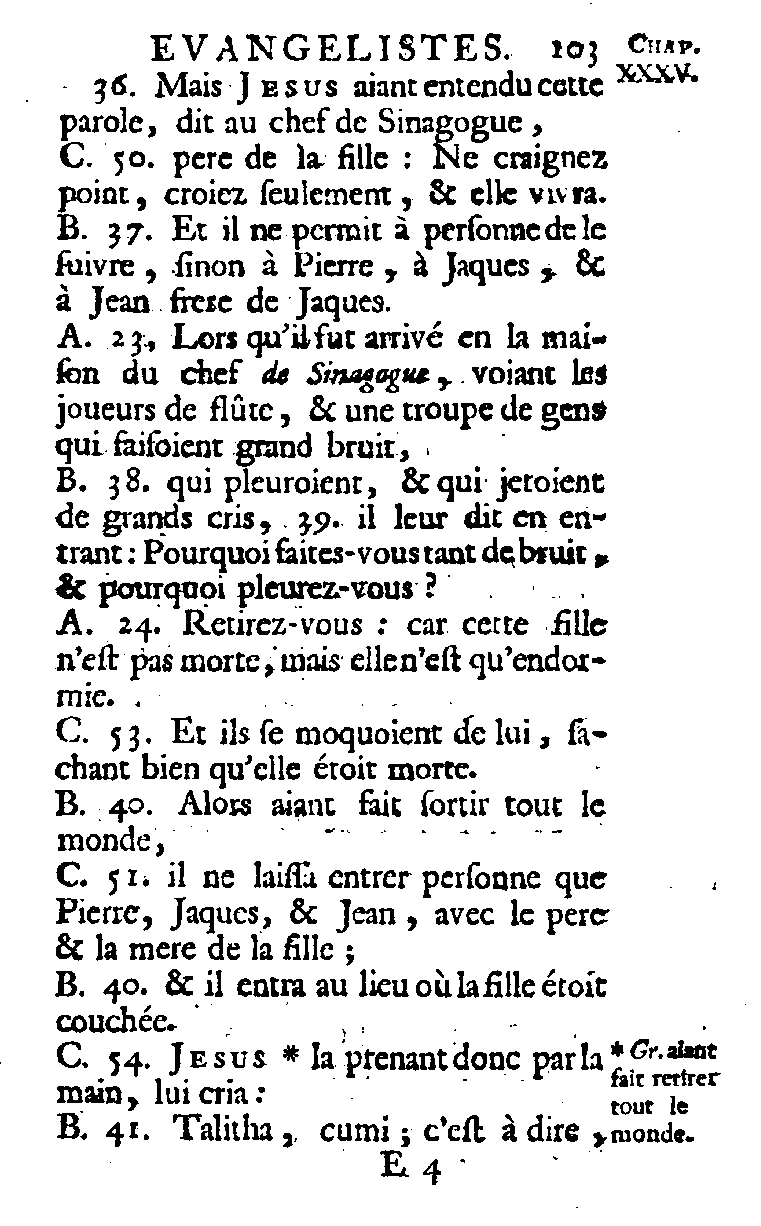 EVANGELISTES. 103 CHAP.
XXXV.
36. Mais JESUS aiant entendu cette
parole, dit au chef de Sinagogue,
C. 50. pere de la fille : Ne craignez
point, croiez ſeulement, & elle vivra.
B. 37. Et il ne permit à perſonne de le
ſuivre, ſinon à Pierre, à Jaques, &
à Jean frere de Jaques.
A. 23. Lors qu'il fut arrivé en la mai-
ſon du chef de Sinagogue, voiant les
joueurs de flûte, & une troupe de gens
qui faiſoient grand bruit,
B. 38. qui pleuroient, & qui jetoient
de grands cris, 39. il leur dit en en-
trant : Pourquoi faites-vous tant de bruit,
& pourquoi pleurez-vous ?
A. 24. Retirez-vous : car cette fille
n'eſt pas morte, mais elle n'eſt qu'endor-
mie.
C. 53. Et ils ſe moquoient de lui, ſa-
chant bien qu'elle étoit morte.
B. 40. Alors aiant fait ſortir tout le
monde,
C. 51. il ne laiſſa entrer perſonne que
Pierre, Jaques, & Jean, avec le pere
& la mere de la fille ;
B. 40. & il entra au lieu où la fille étoit
couchée.
C. 54. JESUS * la prenant donc par la
main, lui cria :
B. 41. Talitha, cumi ; c'eſt à dire,
* Gr. aiant
fait retirer
tout le
monde.
E 4